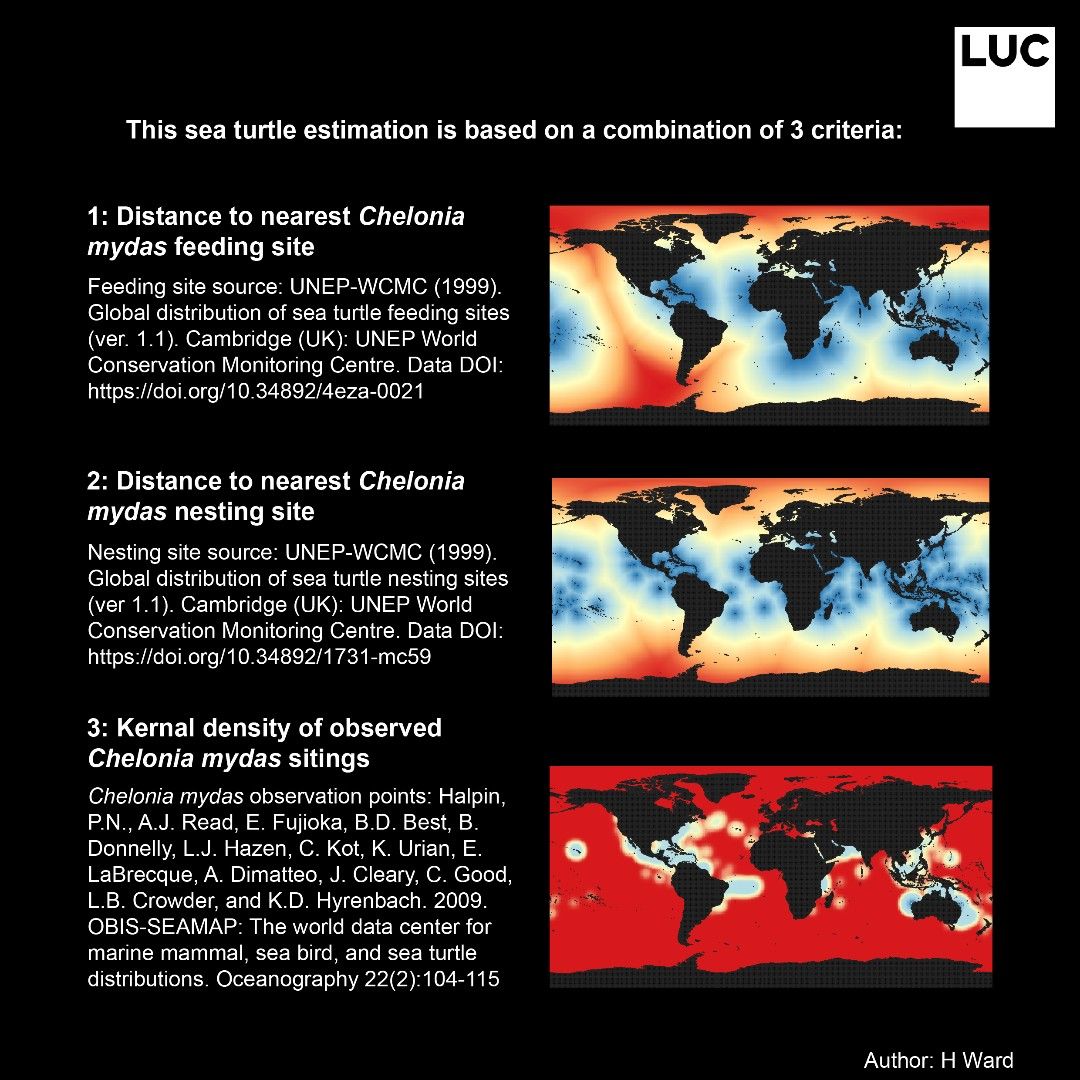 LUC
This sea turtle estimation is based on a combination of 3 criteria:
1: Distance to nearest Chelonia
mydas feeding site
Feeding site source: UNEP-WCMC (1999).
Global distribution of sea turtle feeding sites
(ver. 1.1). Cambridge (UK): UNEP World
Conservation Monitoring Centre. Data DOI:
https://doi.org/10.34892/4eza-0021
2: Distance to nearest Chelonia
mydas nesting site
Nesting site source: UNEP-WCMC (1999).
Global distribution of sea turtle nesting sites
(ver 1.1). Cambridge (UK): UNEP World
Conservation Monitoring Centre. Data DOI:
https://doi.org/10.34892/1731-mc59
3: Kernal density of observed
Chelonia mydas sitings
Chelonia mydas observation points: Halpin,
P.N., A.J. Read, E. Fujioka, B.D. Best, B.
Donnelly, L.J. Hazen, C. Kot, K. Urian, E.
LaBrecque, A. Dimatteo, J. Cleary, C. Good,
L.B. Crowder, and K.D. Hyrenbach. 2009.
OBIS-SEAMAP: The world data center for
marine mammal, sea bird, and sea turtle
distributions. Oceanography 22(2):104-115
Author: H Ward